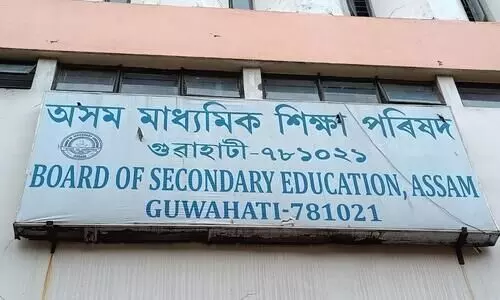 অসম মাধ্যমিক শিক্ষা পৰিষদ
গুৱাহাটী-৭৮১০২১
BOARD OF SECONDARY EDUCATION, ASSAM
GUWAHATI-781021